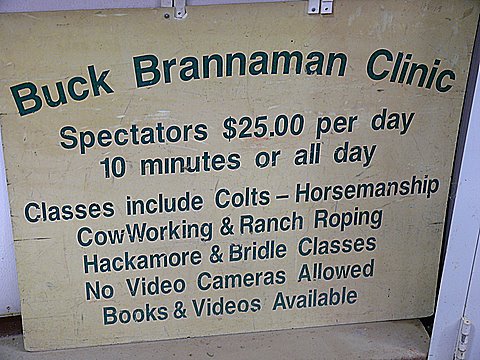 Buck Brannaman Clinic
Spectators $25.00 per day
10 minutes or all day
Classes include Colts – Horsemanship
CowWorking & Ranch Roping
Hackamore & Bridle Classes
No Video Cameras Allowed
Books & Videos Available